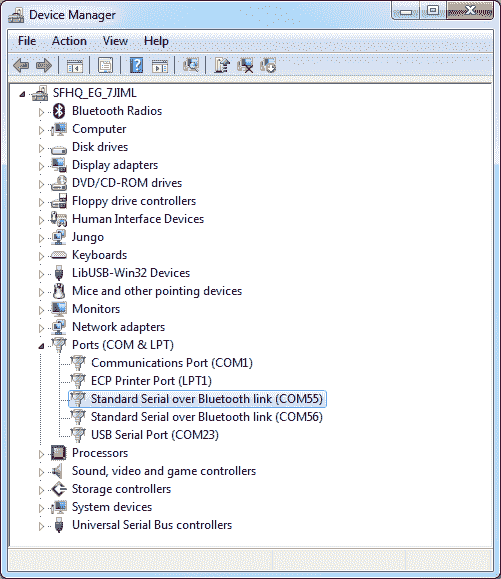 Device Manager
File Action View Help
SFHQ_EG_7JIML
Bluetooth Radios
Computer
Disk drives
Display adapters
DVD/CD-ROM drives
Floppy drive controllers
Human Interface Devices
Jungo
Keyboards
LibUSB-Win32 Devices
Mice and other pointing devices
Monitors
Network adapters
Ports (COM & LPT)
Communications Port (COM1)
ECP Printer Port (LPT1)
Standard Serial over Bluetooth link (COM55)
Standard Serial over Bluetooth link (COM56)
USB Serial Port (COM23)
Processors
Sound, video and game controllers
Storage controllers
System devices
Universal Serial Bus controllers